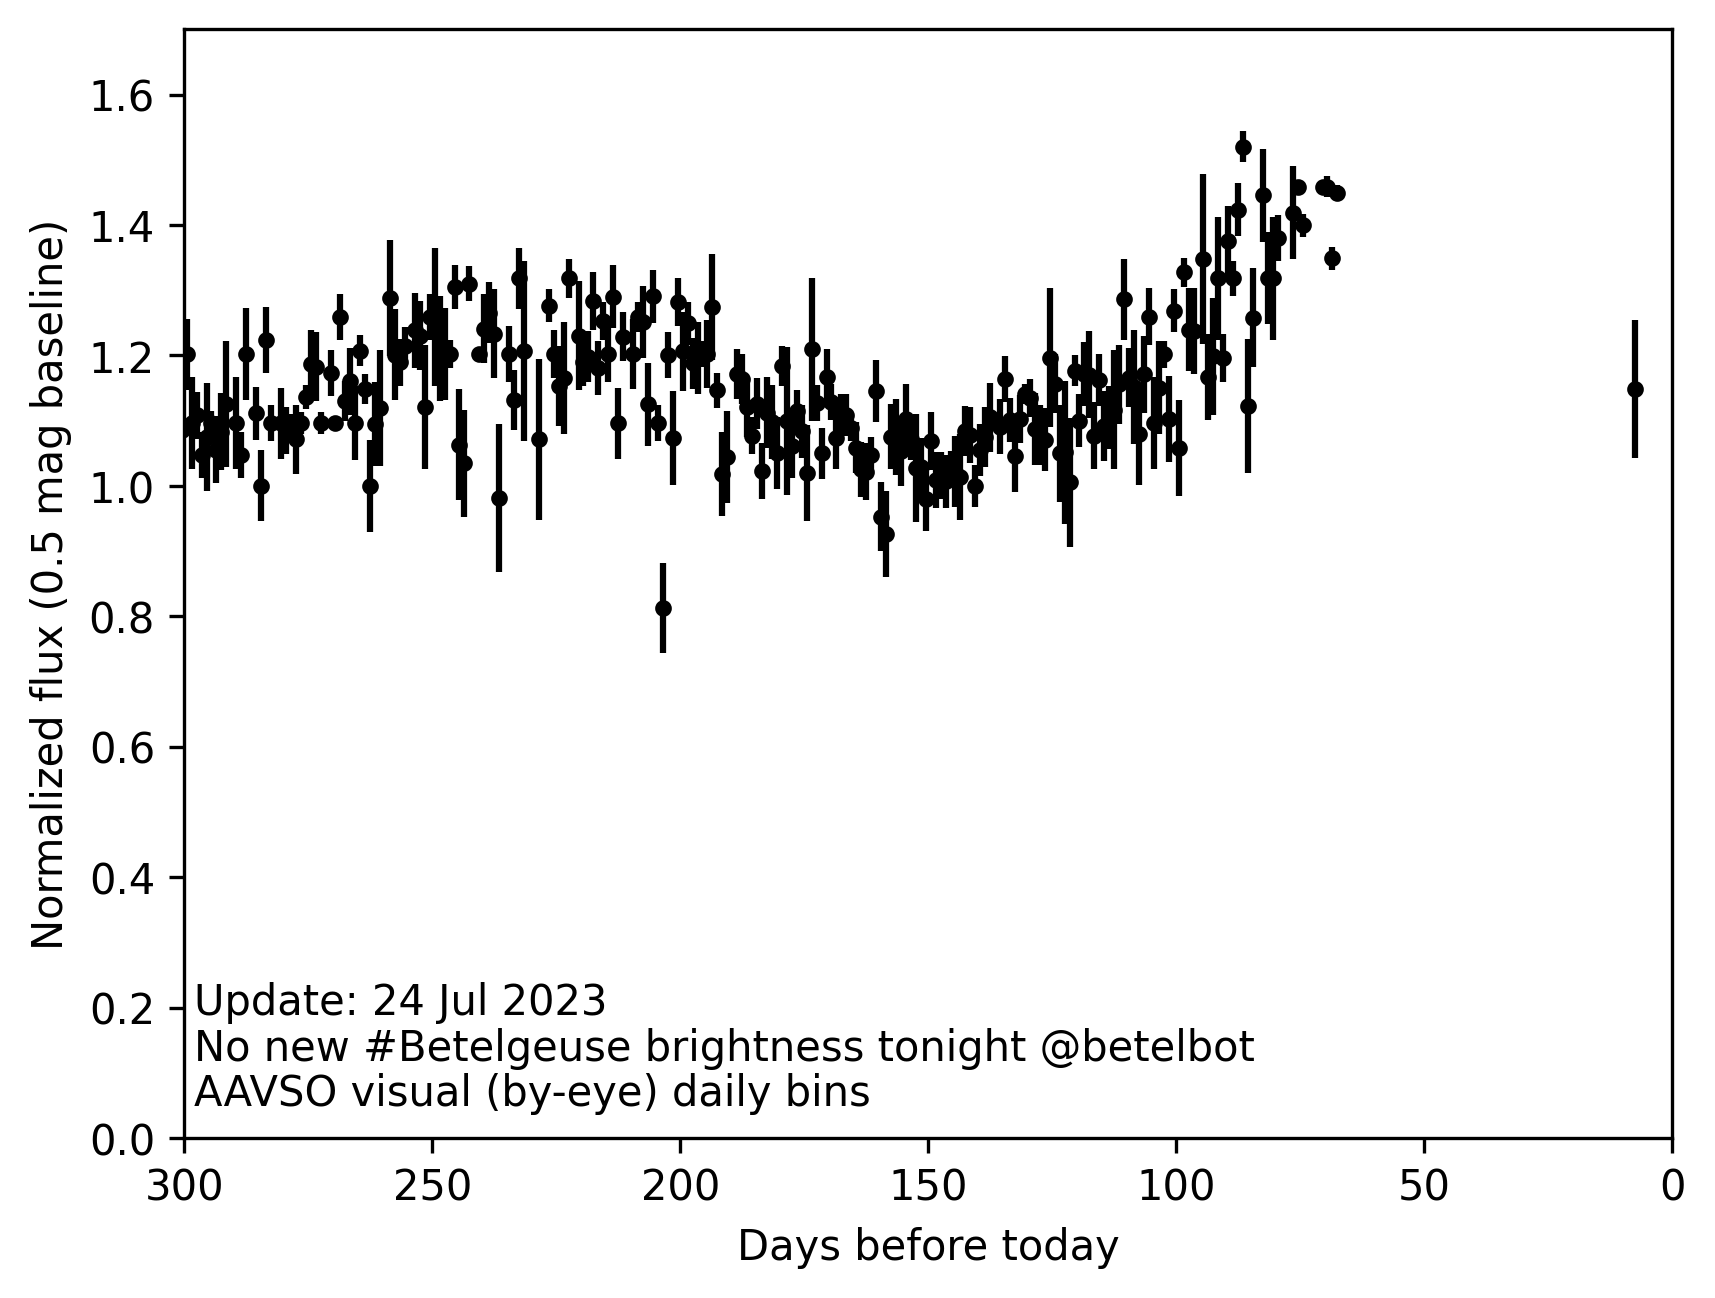 1.6
1.4
1.2
1.0
0.8
0.6
0.4
0.2
0.0
Normalized flux (0.5 mag baseline)
Update: 24 Jul 2023
No new #Betelgeuse brightness tonight @betelbot
AAVSO visual (by-eye) daily bins
300 250 200 150 100 50 0
Days before today